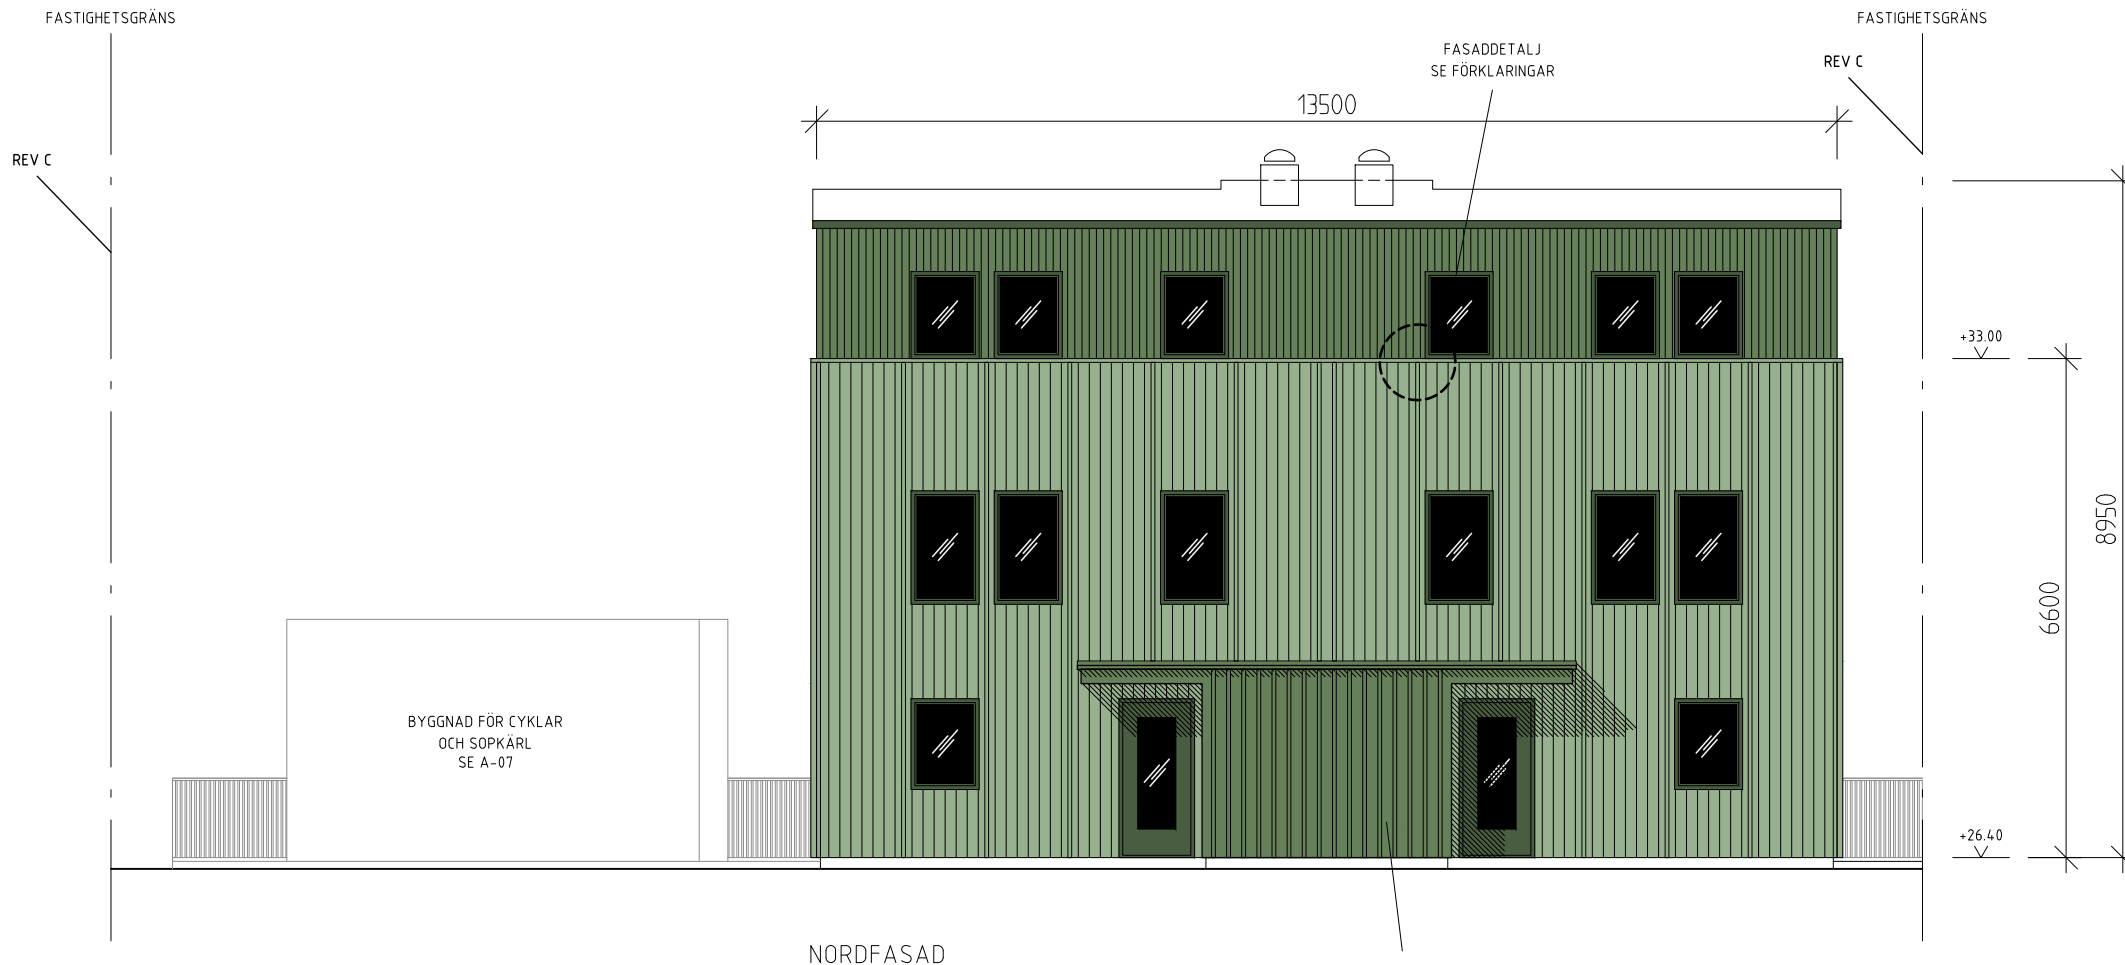 FASTIGHETSGRÄNS
FASTIGHETSGRÄNS
FASADDETALJ
SE FÖRKLARINGAR
REV C
13500
REV C
+33.00
8950
6600
BYGGNAD FÖR CYKLAR
OCH SOPKÄRL
SE A-07
+26.40
NORDFASAD